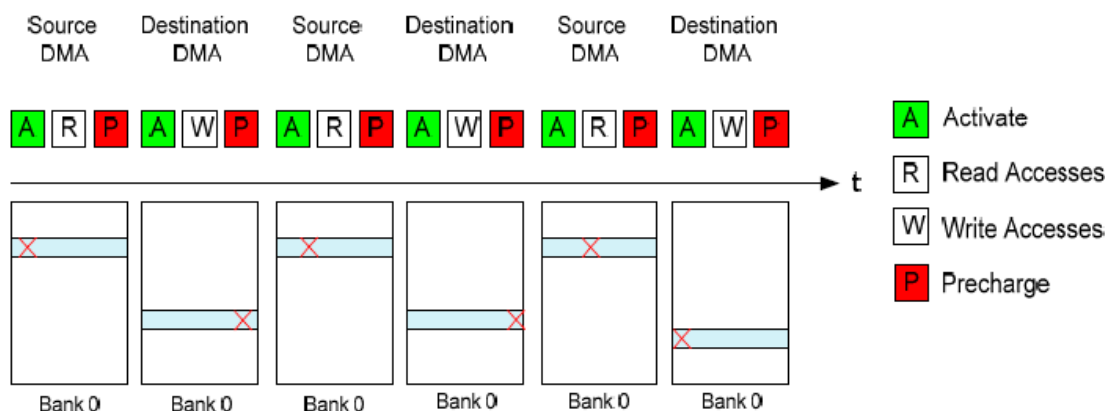 Source DMA
Destination DMA
Source DMA
Destination DMA
Source DMA
Destination DMA
A R P A W P A R P A W P A R P A W P
t
Bank 0 Bank 0 Bank 0 Bank 0 Bank 0 Bank 0
A Activate
R Read Accesses
W Write Accesses
P Precharge